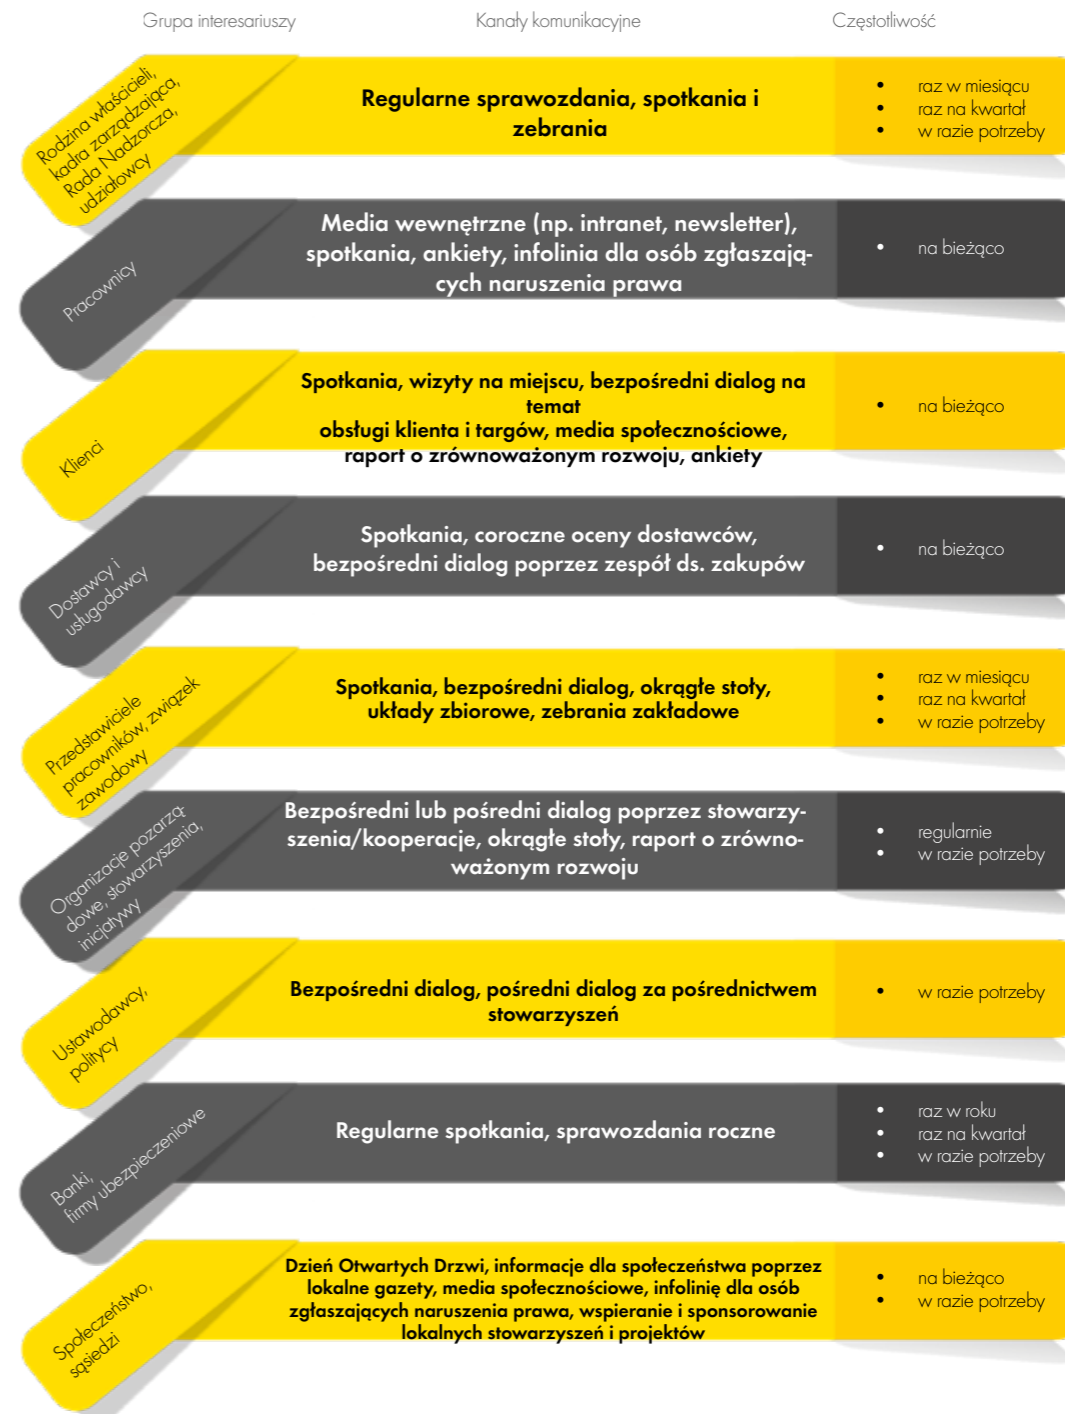 Grupa interesariuszy
Kanały komunikacyjne
Częstotliwość
Rodzina właścicieli,
kadra zarządzająca,
Rada Nadzorcza,
udziałowcy
Regularne sprawozdania, spotkania i
zebrania
• raz w miesiącu
• raz na kwartał
• w razie potrzeby
Pracownicy
Media wewnętrzne (np. intranet, newsletter),
spotkania, ankiety, infolinia dla osób zgłaszają-
cych naruszenia prawa
• na bieżąco
Klienci
Spotkania, wizyty na miejscu, bezpośredni dialog na
temat
obsługi klienta i targów, media społecznościowe,
raport o zrównoważonym rozwoju, ankiety
• na bieżąco
Dostawcy i
usługodawcy
Spotkania, coroczne oceny dostawców,
bezpośredni dialog poprzez zespół ds. zakupów
• na bieżąco
Przedstawiciele
pracowników, związek
zawodowy
Spotkania, bezpośredni dialog, okrągłe stoły,
układy zbiorowe, zebrania zakładowe
• raz w miesiącu
• raz na kwartał
• w razie potrzeby
Organizacje pozarzą-
dowe, stowarzyszenia,
inicjatywy
Bezpośredni lub pośredni dialog poprzez stowarzy-
szenia/kooperacje, okrągłe stoły, raport o zrówno-
ważonym rozwoju
• regularnie
• w razie potrzeby
Ustawodawcy,
politycy
Bezpośredni dialog, pośredni dialog za pośrednictwem
stowarzyszeń
• w razie potrzeby
Banki,
firmy ubezpieczeniowe
Regularne spotkania, sprawozdania roczne
• raz w roku
• raz na kwartał
• w razie potrzeby
Społeczeństwo,
sąsiedzi
Dzień Otwartych Drzwi, informacje dla społeczeństwa poprzez
lokalne gazety, media społecznościowe, infolinię dla osób
zgłaszających naruszenia prawa, wspieranie i sponsorowanie
lokalnych stowarzyszeń i projektów
• na bieżąco
• w razie potrzeby